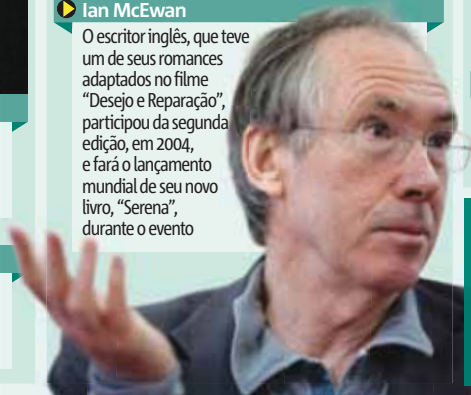 Ian McEwan
O escritor inglês, que teve
um de seus romances
adaptados no filme
“Desejo e Reparação”,
participou da segunda
edição, em 2004,
e fará o lançamento
mundial de seu novo
livro, “Serena”,
durante o evento